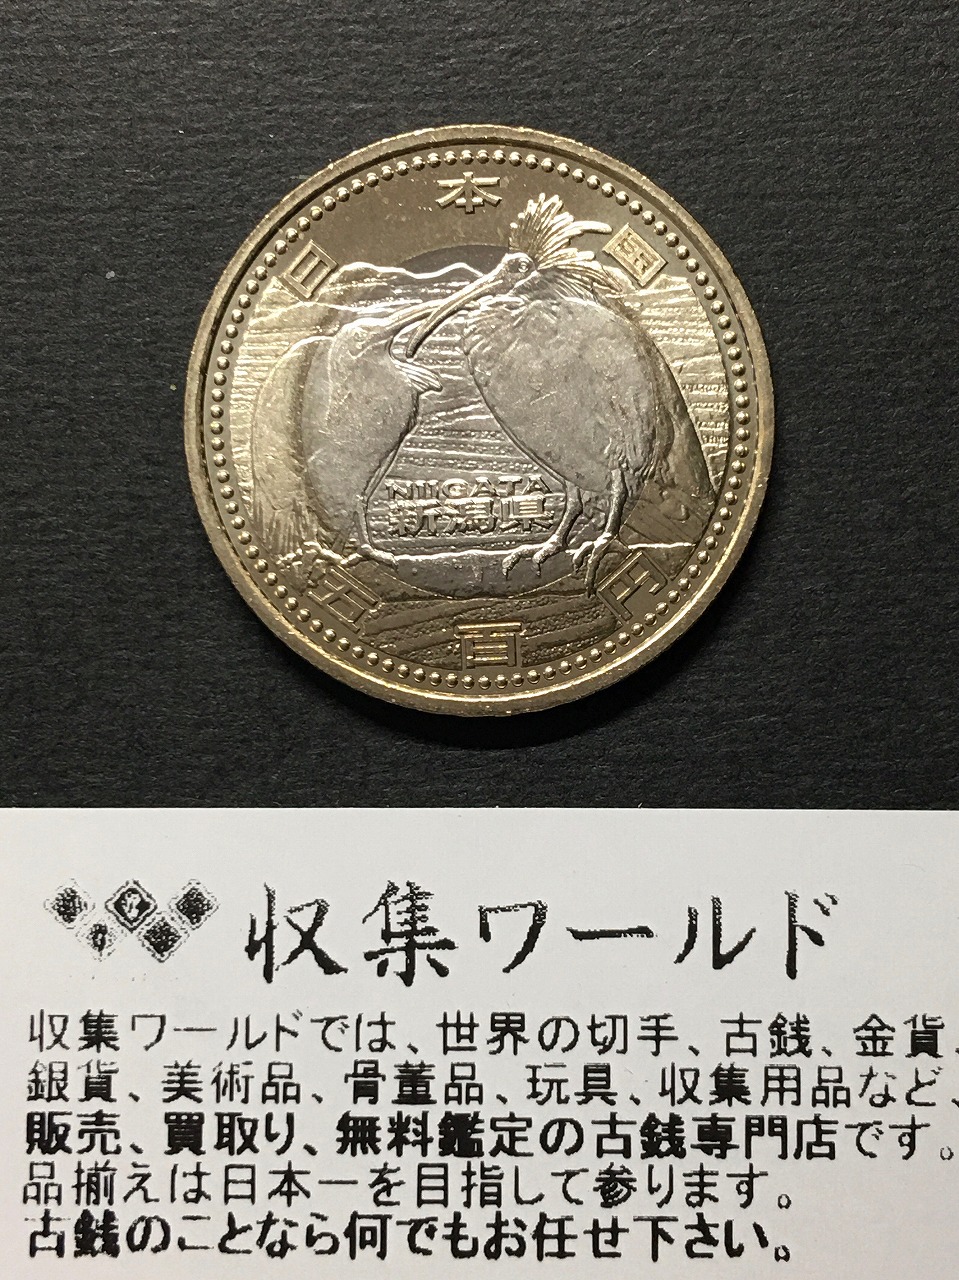 日本国
NIIGATA
新潟県
五百円
収集ワールド
収集ワールドでは、世界の切手、古銭、金貨、
銀貨、美術品、骨董品、玩具、収集用品など、
販売、買取り、無料鑑定の古銭専門店です。
品揃えは日本一を目指して参ります。
古銭のことなら何でもお任せ下さい。